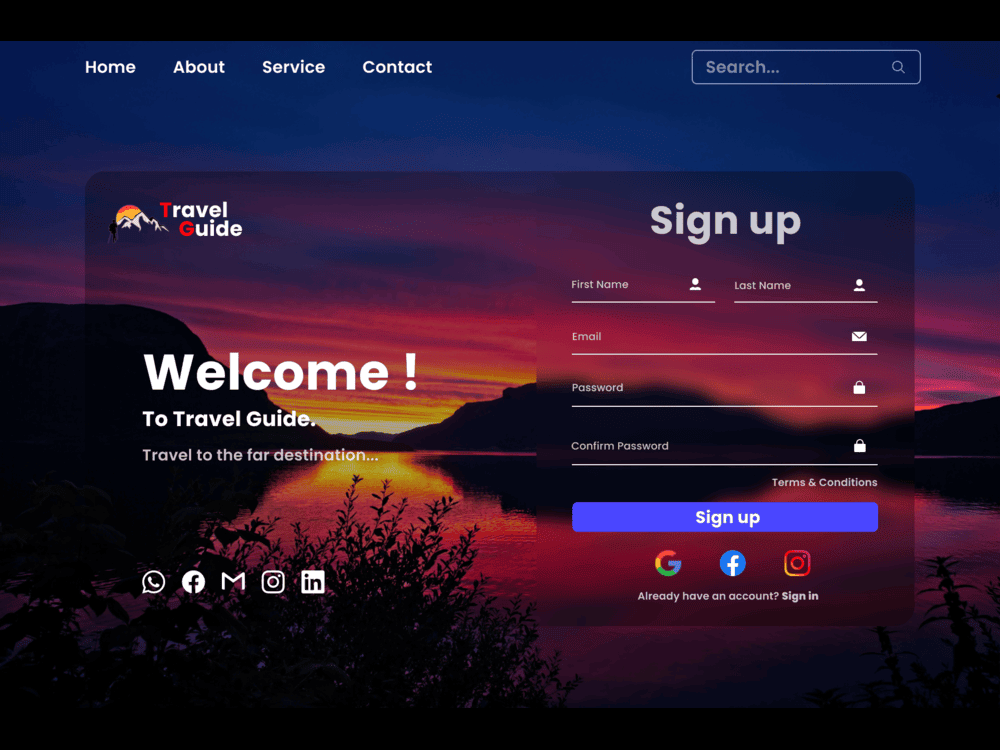 Home About Service Contact Search...
Travel
Guide
Welcome !
To Travel Guide.
Travel to the far destination...
Sign up
First Name Last Name
Email
Password
Confirm Password
Terms & Conditions
Sign up
Already have an account? Sign in